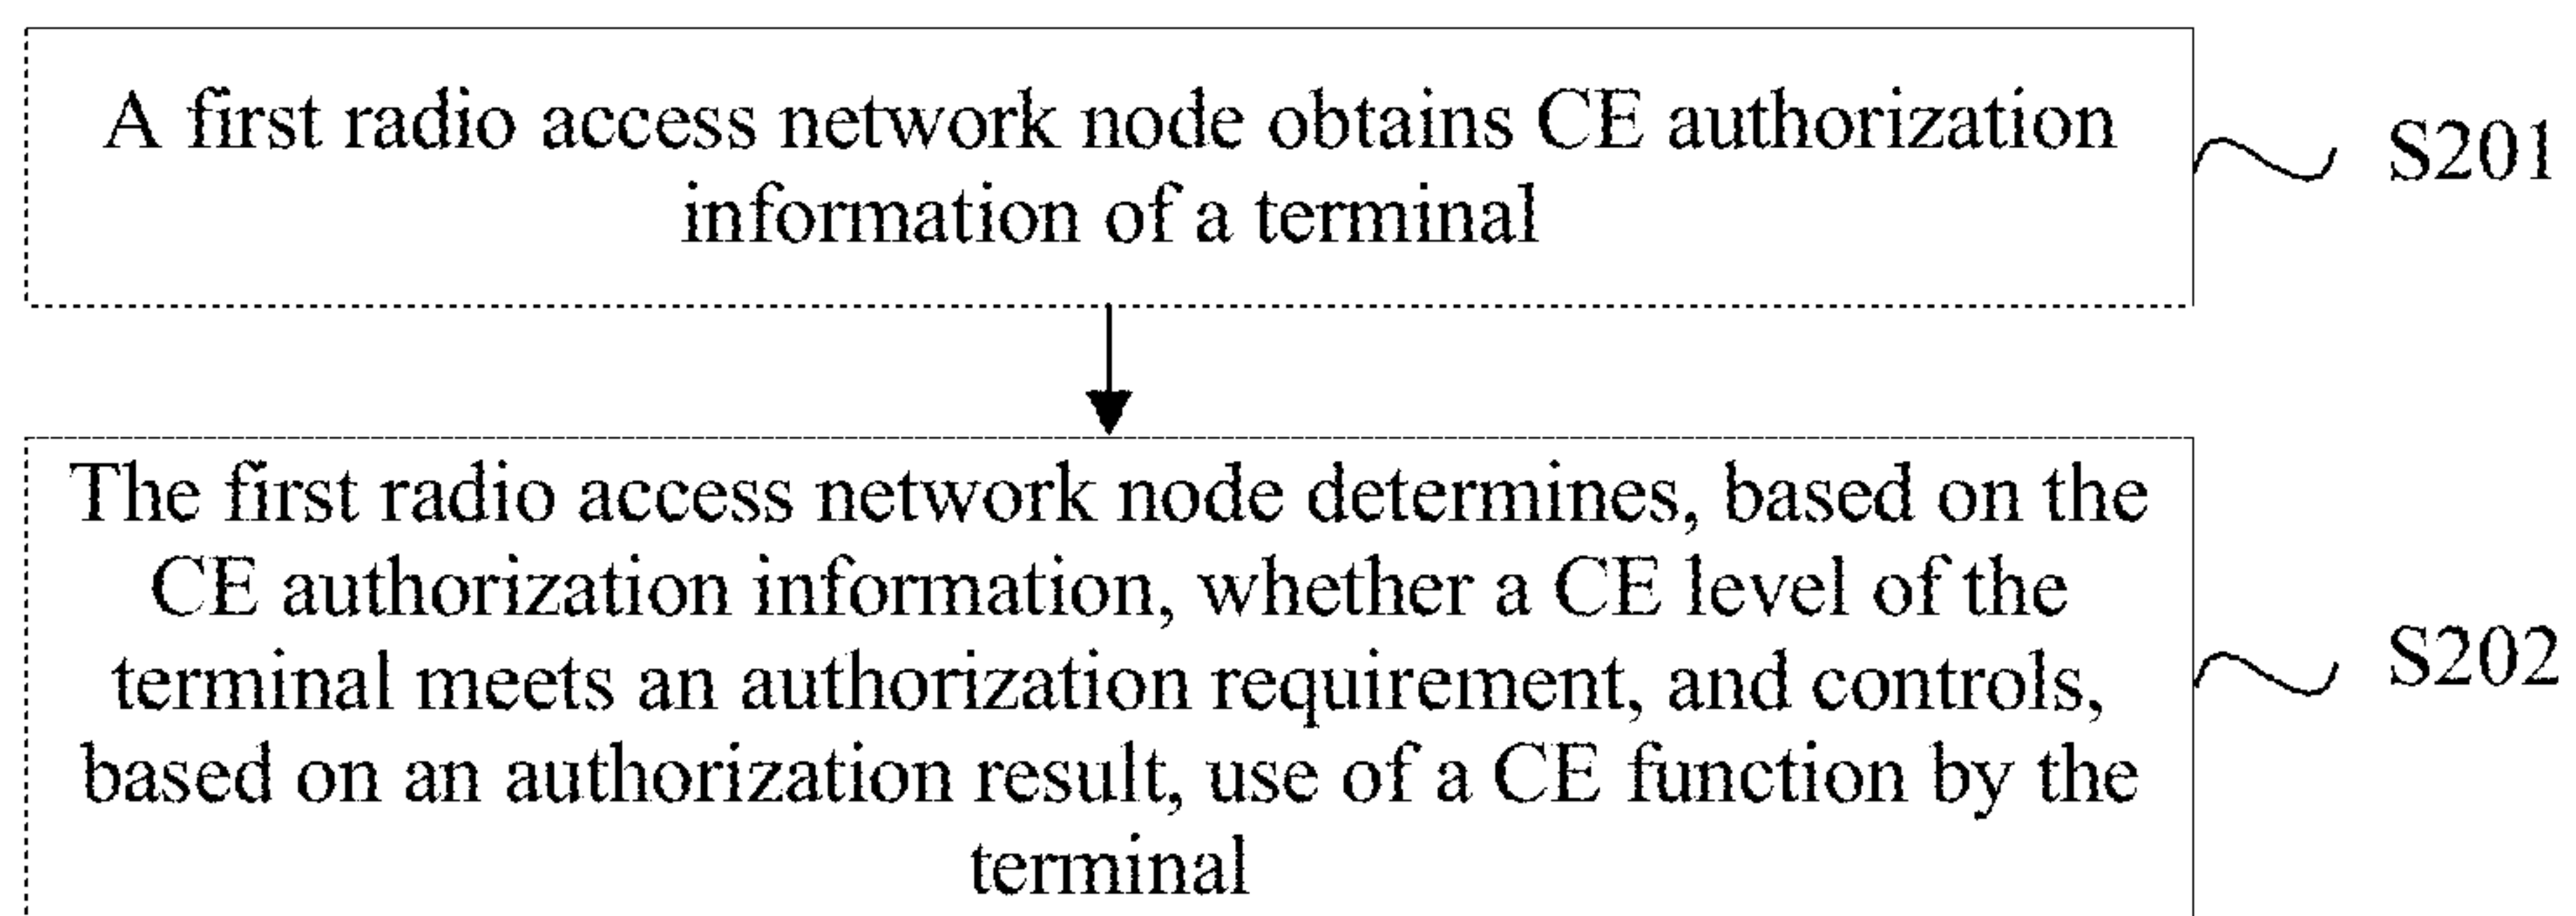 A first radio access network node obtains CE authorization
information of a terminal
S201
The first radio access network node determines, based on the
CE authorization information, whether a CE level of the
terminal meets an authorization requirement, and controls,
based on an authorization result, use of a CE function by the
terminal
S202